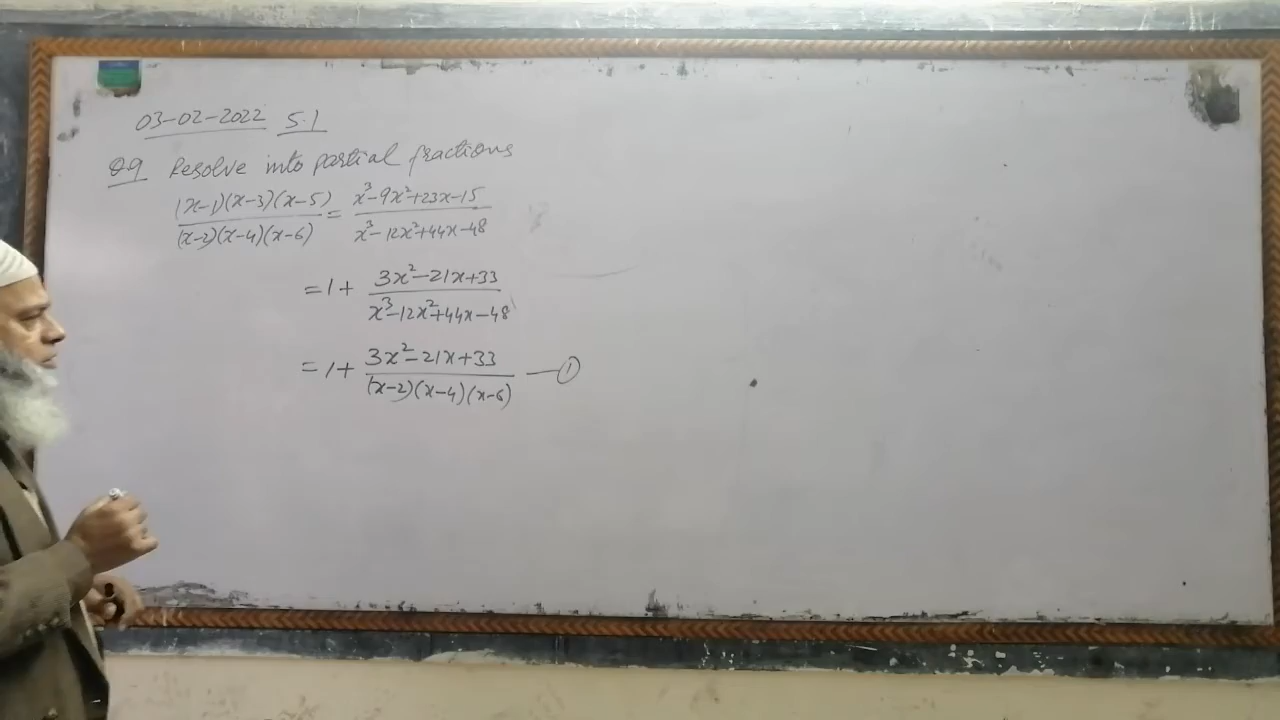 03-02-2022 5.1
Q9 Resolve into partial fractions
(x-1)(x-3)(x-5)/(x-2)(x-4)(x-6) = x³-9x²+23x-15/x³-12x²+44x-48
=1+ 3x²-21x+33/x³-12x²+44x-48
=1+ 3x²-21x+33/(x-2)(x-4)(x-6) —①